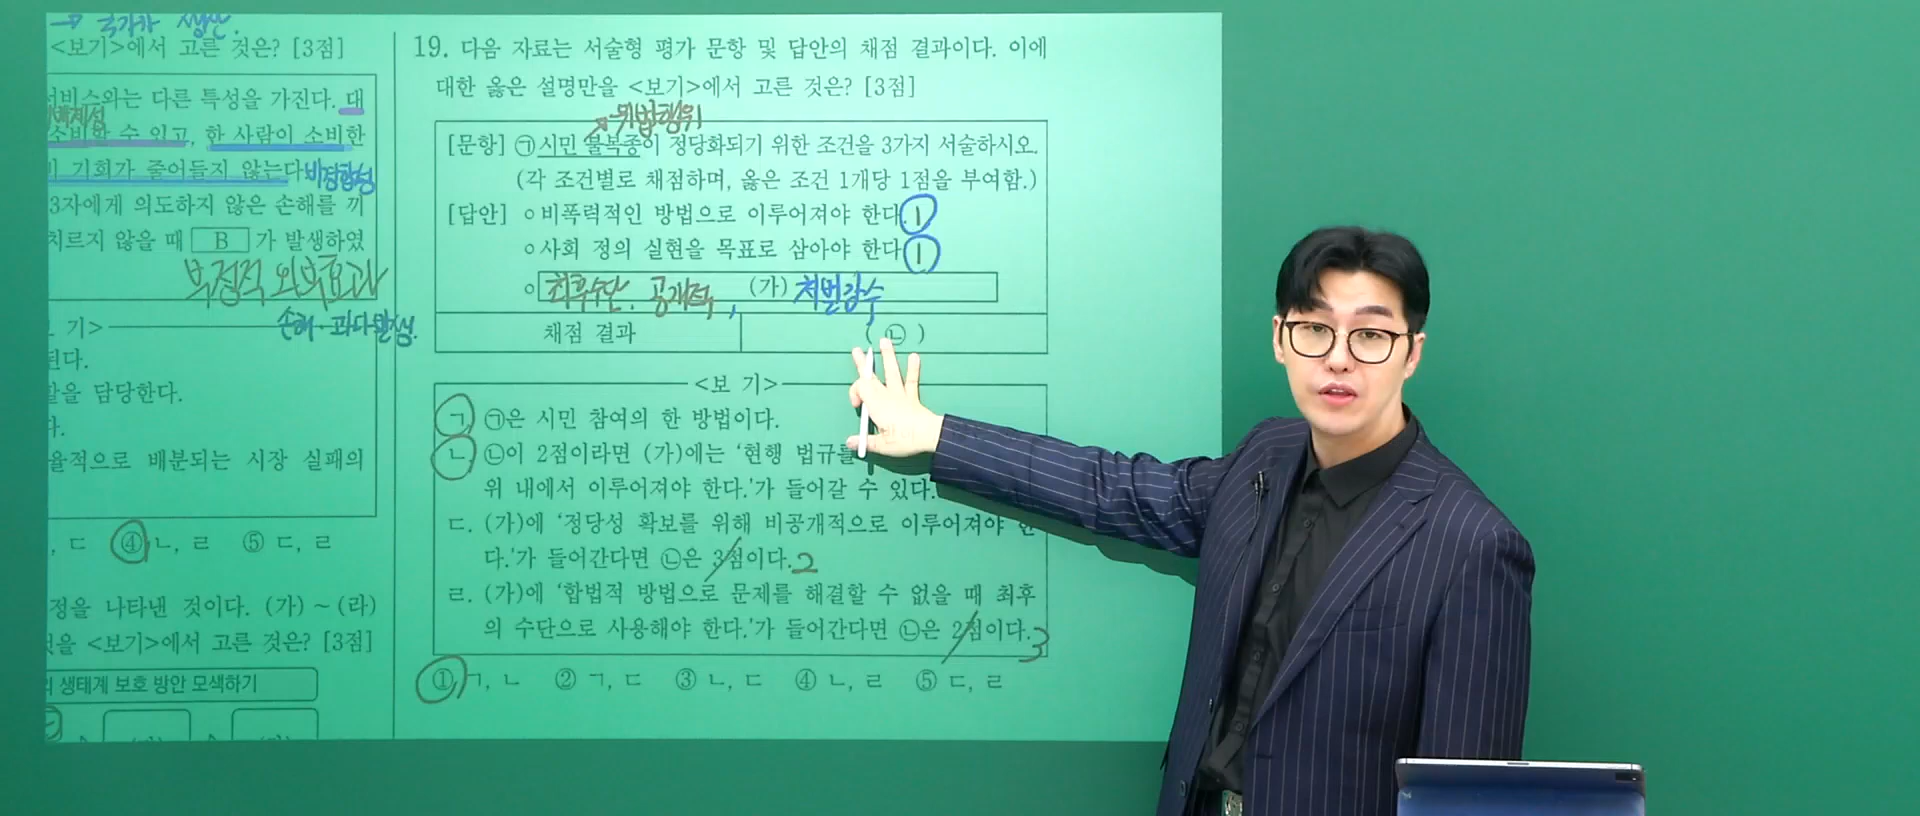 → 국가가 생산.
<보기>에서 고른 것은? [3점]
서비스와는 다른 특성을 가진다. 대
배제성
소비할 수 있고, 한 사람이 소비한
기회가 줄어들지 않는다 비경합성
3자에게 의도하지 않은 손해를 끼
치르지 않을 때 B 가 발생하였
부정적 외부효과
손해. 과다 발생.
기>
된다.
할을 담당한다.
다.
율적으로 배분되는 시장 실패의
, ㄷ ④ ㄴ, ㄹ ⑤ ㄷ, ㄹ
정을 나타낸 것이다. (가) ~ (라)
것을 <보기>에서 고른 것은? [3점]
생태계 보호 방안 모색하기
19. 다음 자료는 서술형 평가 문항 및 답안의 채점 결과이다. 이에
대한 옳은 설명만을 <보기>에서 고른 것은? [3점]
위법행위
[문항] ㉠시민 불복종이 정당화되기 위한 조건을 3가지 서술하시오.
(각 조건별로 채점하며, 옳은 조건 1개당 1점을 부여함.)
[답안] ㅇ비폭력적인 방법으로 이루어져야 한다. 1
ㅇ사회 정의 실현을 목표로 삼아야 한다. 1
ㅇ 최후수단. 공개적, (가) 처벌감수
채점 결과 ( ㉡ )
<보 기>
ㄱ. ㉠은 시민 참여의 한 방법이다.
ㄴ. ㉡이 2점이라면 (가)에는 ‘현행 법규를
위 내에서 이루어져야 한다.’가 들어갈 수 있다.
ㄷ. (가)에 ‘정당성 확보를 위해 비공개적으로 이루어져야 한
다.’가 들어간다면 ㉡은 3점이다. 2
ㄹ. (가)에 ‘합법적 방법으로 문제를 해결할 수 없을 때 최후
의 수단으로 사용해야 한다.’가 들어간다면 ㉡은 2점이다. 3
① ㄱ, ㄴ ② ㄱ, ㄷ ③ ㄴ, ㄷ ④ ㄴ, ㄹ ⑤ ㄷ, ㄹ